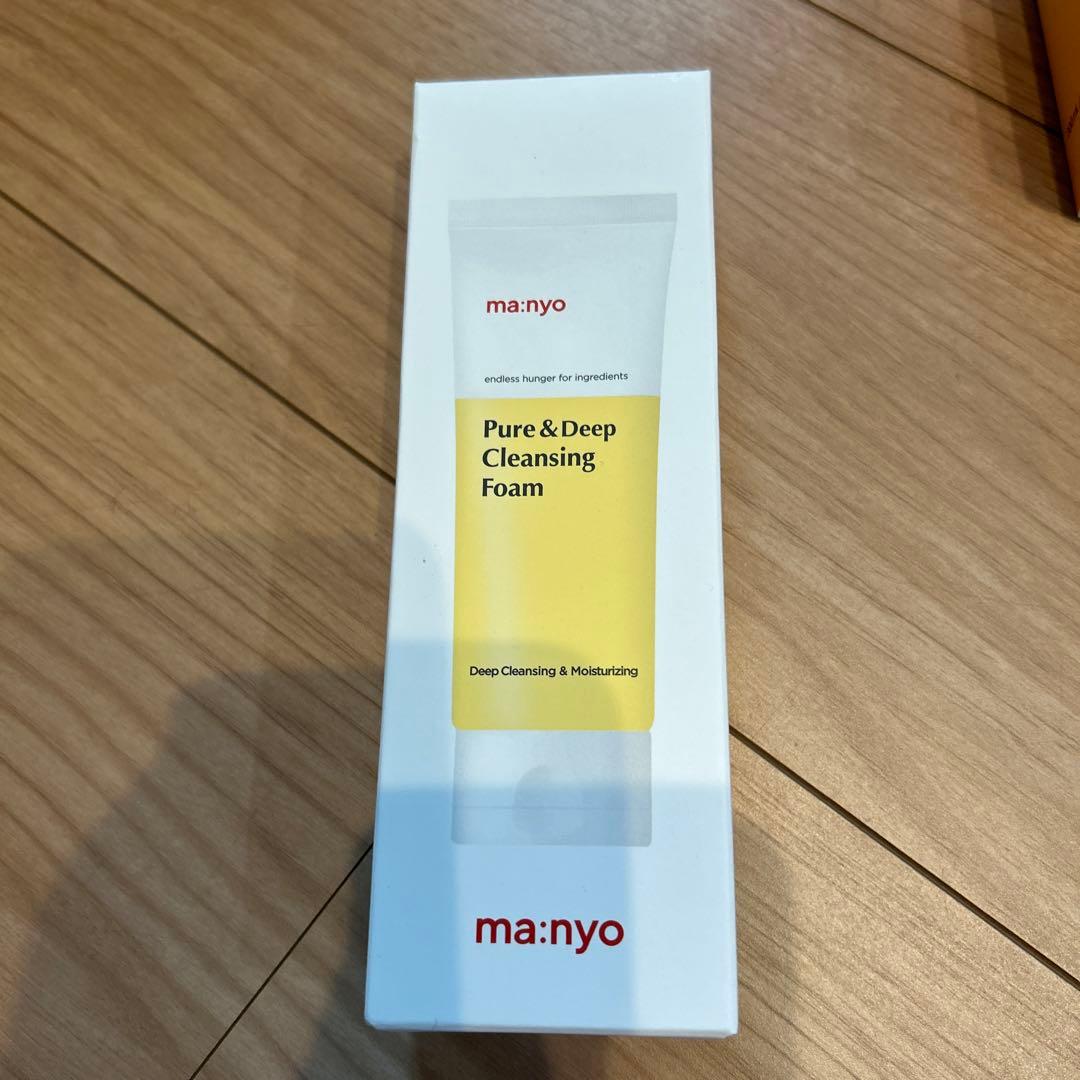 ma:nyo
endless hunger for ingredients
Pure & Deep
Cleansing
Foam
Deep Cleansing & Moisturizing
ma:nyo